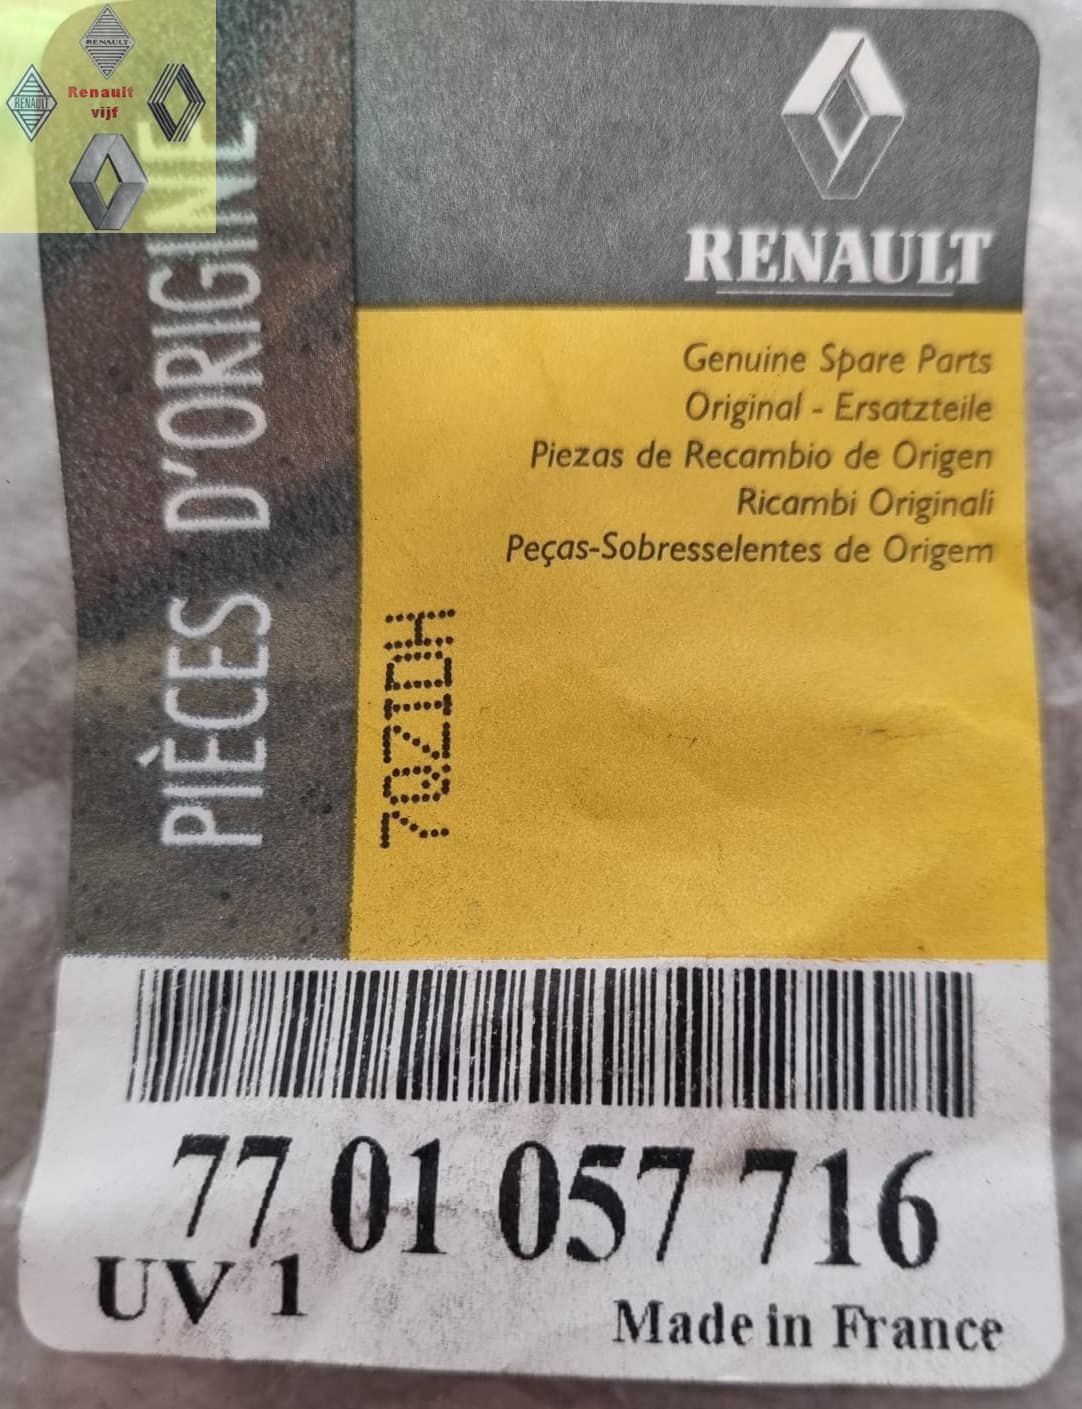 RENAULT
RENAULT
Renault
vijf
PIÈCES D'ORIGINE
RENAULT
Genuine Spare Parts
Original - Ersatzteile
Piezas de Recambio de Origen
Ricambi Originali
Peças-Sobresselentes de Origem
7QZIDH
77 01 057 716
UV 1
Made in France